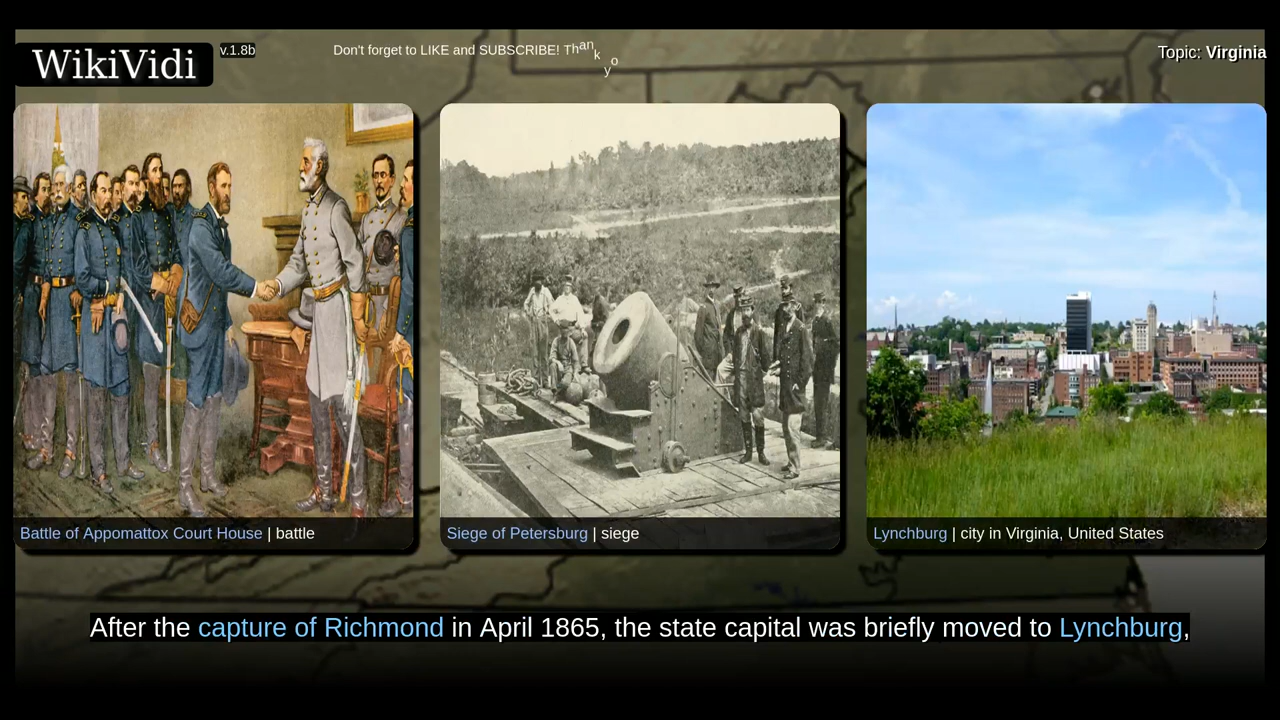 WikiVidi
v.1.8b
Don't forget to LIKE and SUBSCRIBE! Thank yo
Topic: Virginia
Battle of Appomattox Court House | battle
Siege of Petersburg | siege
Lynchburg | city in Virginia, United States
After the capture of Richmond in April 1865, the state capital was briefly moved to Lynchburg,